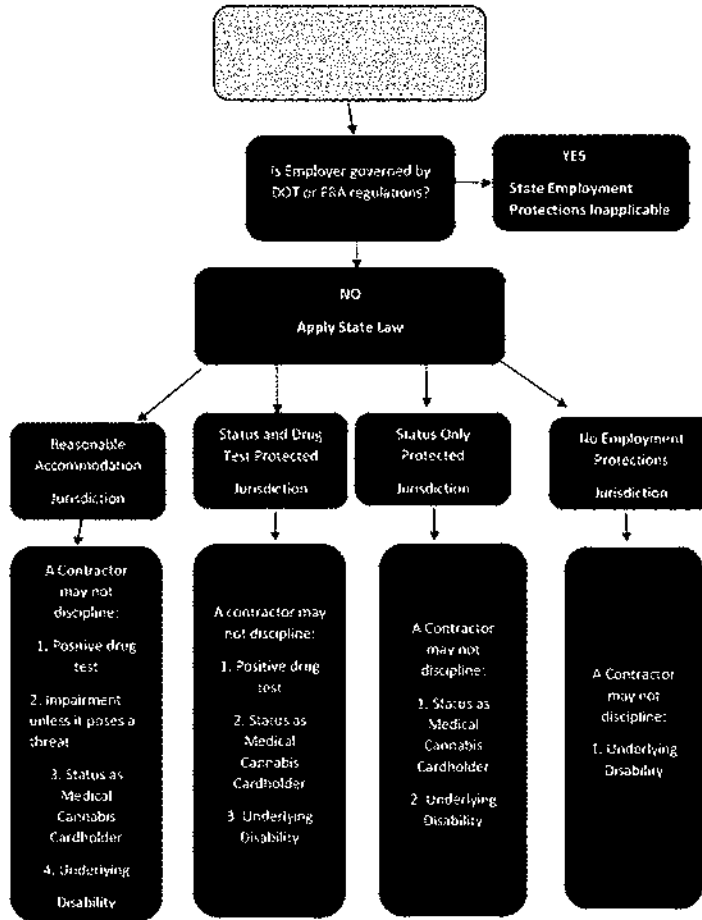 Is Employer governed by
DOT or FRA regulations?
YES
State Employment
Protections Inapplicable
NO
Apply State Law
Reasonable
Accommodation
Jurisdiction
Status and Drug
Test Protected
Jurisdiction
Status Only
Protected
Jurisdiction
No Employment
Protections
Jurisdiction
A Contractor
may not
discipline:
1. Positive drug
test
2. Impairment
unless it poses a
threat
3. Status as
Medical
Cannabis
Cardholder
4. Underlying
Disability
A contractor may
not discipline:
1. Positive drug
test
2. Status as
Medical
Cannabis
Cardholder
3. Underlying
Disability
A Contractor
may not
discipline:
1. Status as
Medical
Cannabis
Cardholder
2. Underlying
Disability
A Contractor
may not
discipline:
1. Underlying
Disability